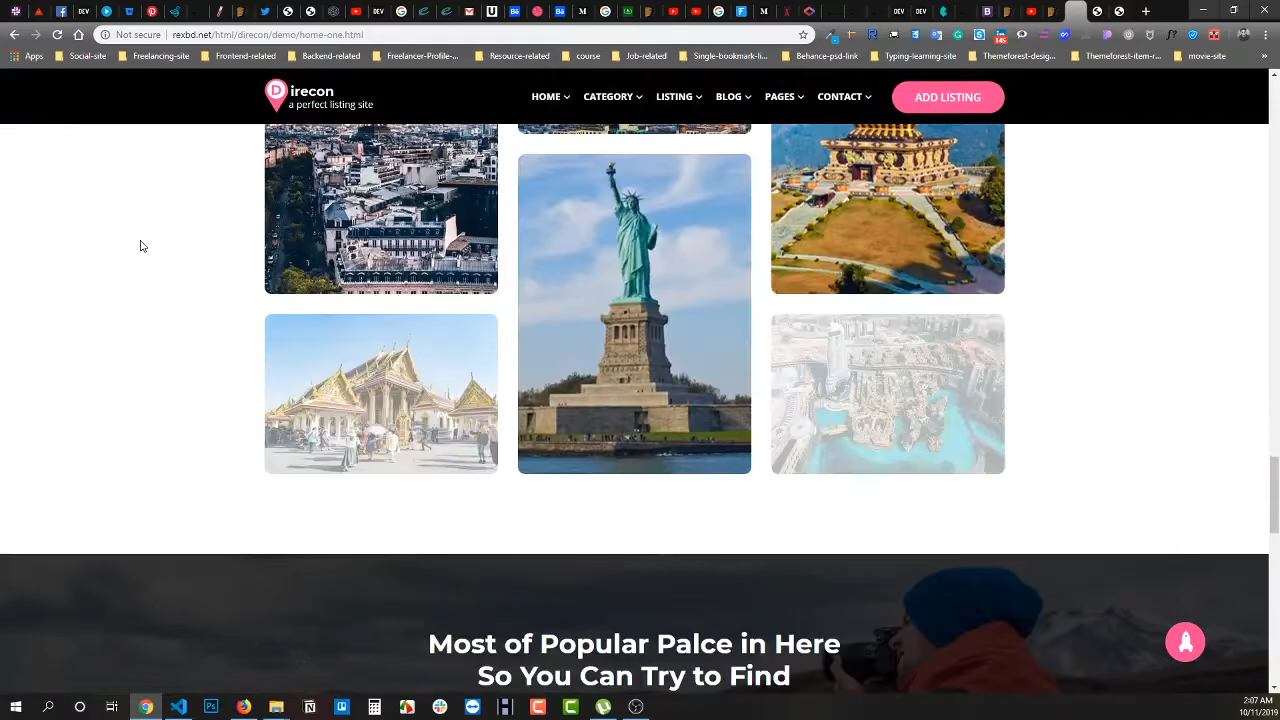 Not secure
rexbd.net/html/direcon/demo/home-one.html
145
Apps
Social-site
Freelancing-site
Frontend-related
Backend-related
Freelancer-Profile-...
Resource-related
course
Job-related
Single-bookmark-li...
Behance-psd-link
Typing-learning-site
Themeforest-desig...
Themeforest-item-r...
movie-site
»
D irecon
a perfect listing site
HOME
CATEGORY
LISTING
BLOG
PAGES
CONTACT
ADD LISTING
Most of Popular Palce in Here
So You Can Try to Find
2:07 AM
10/11/2019